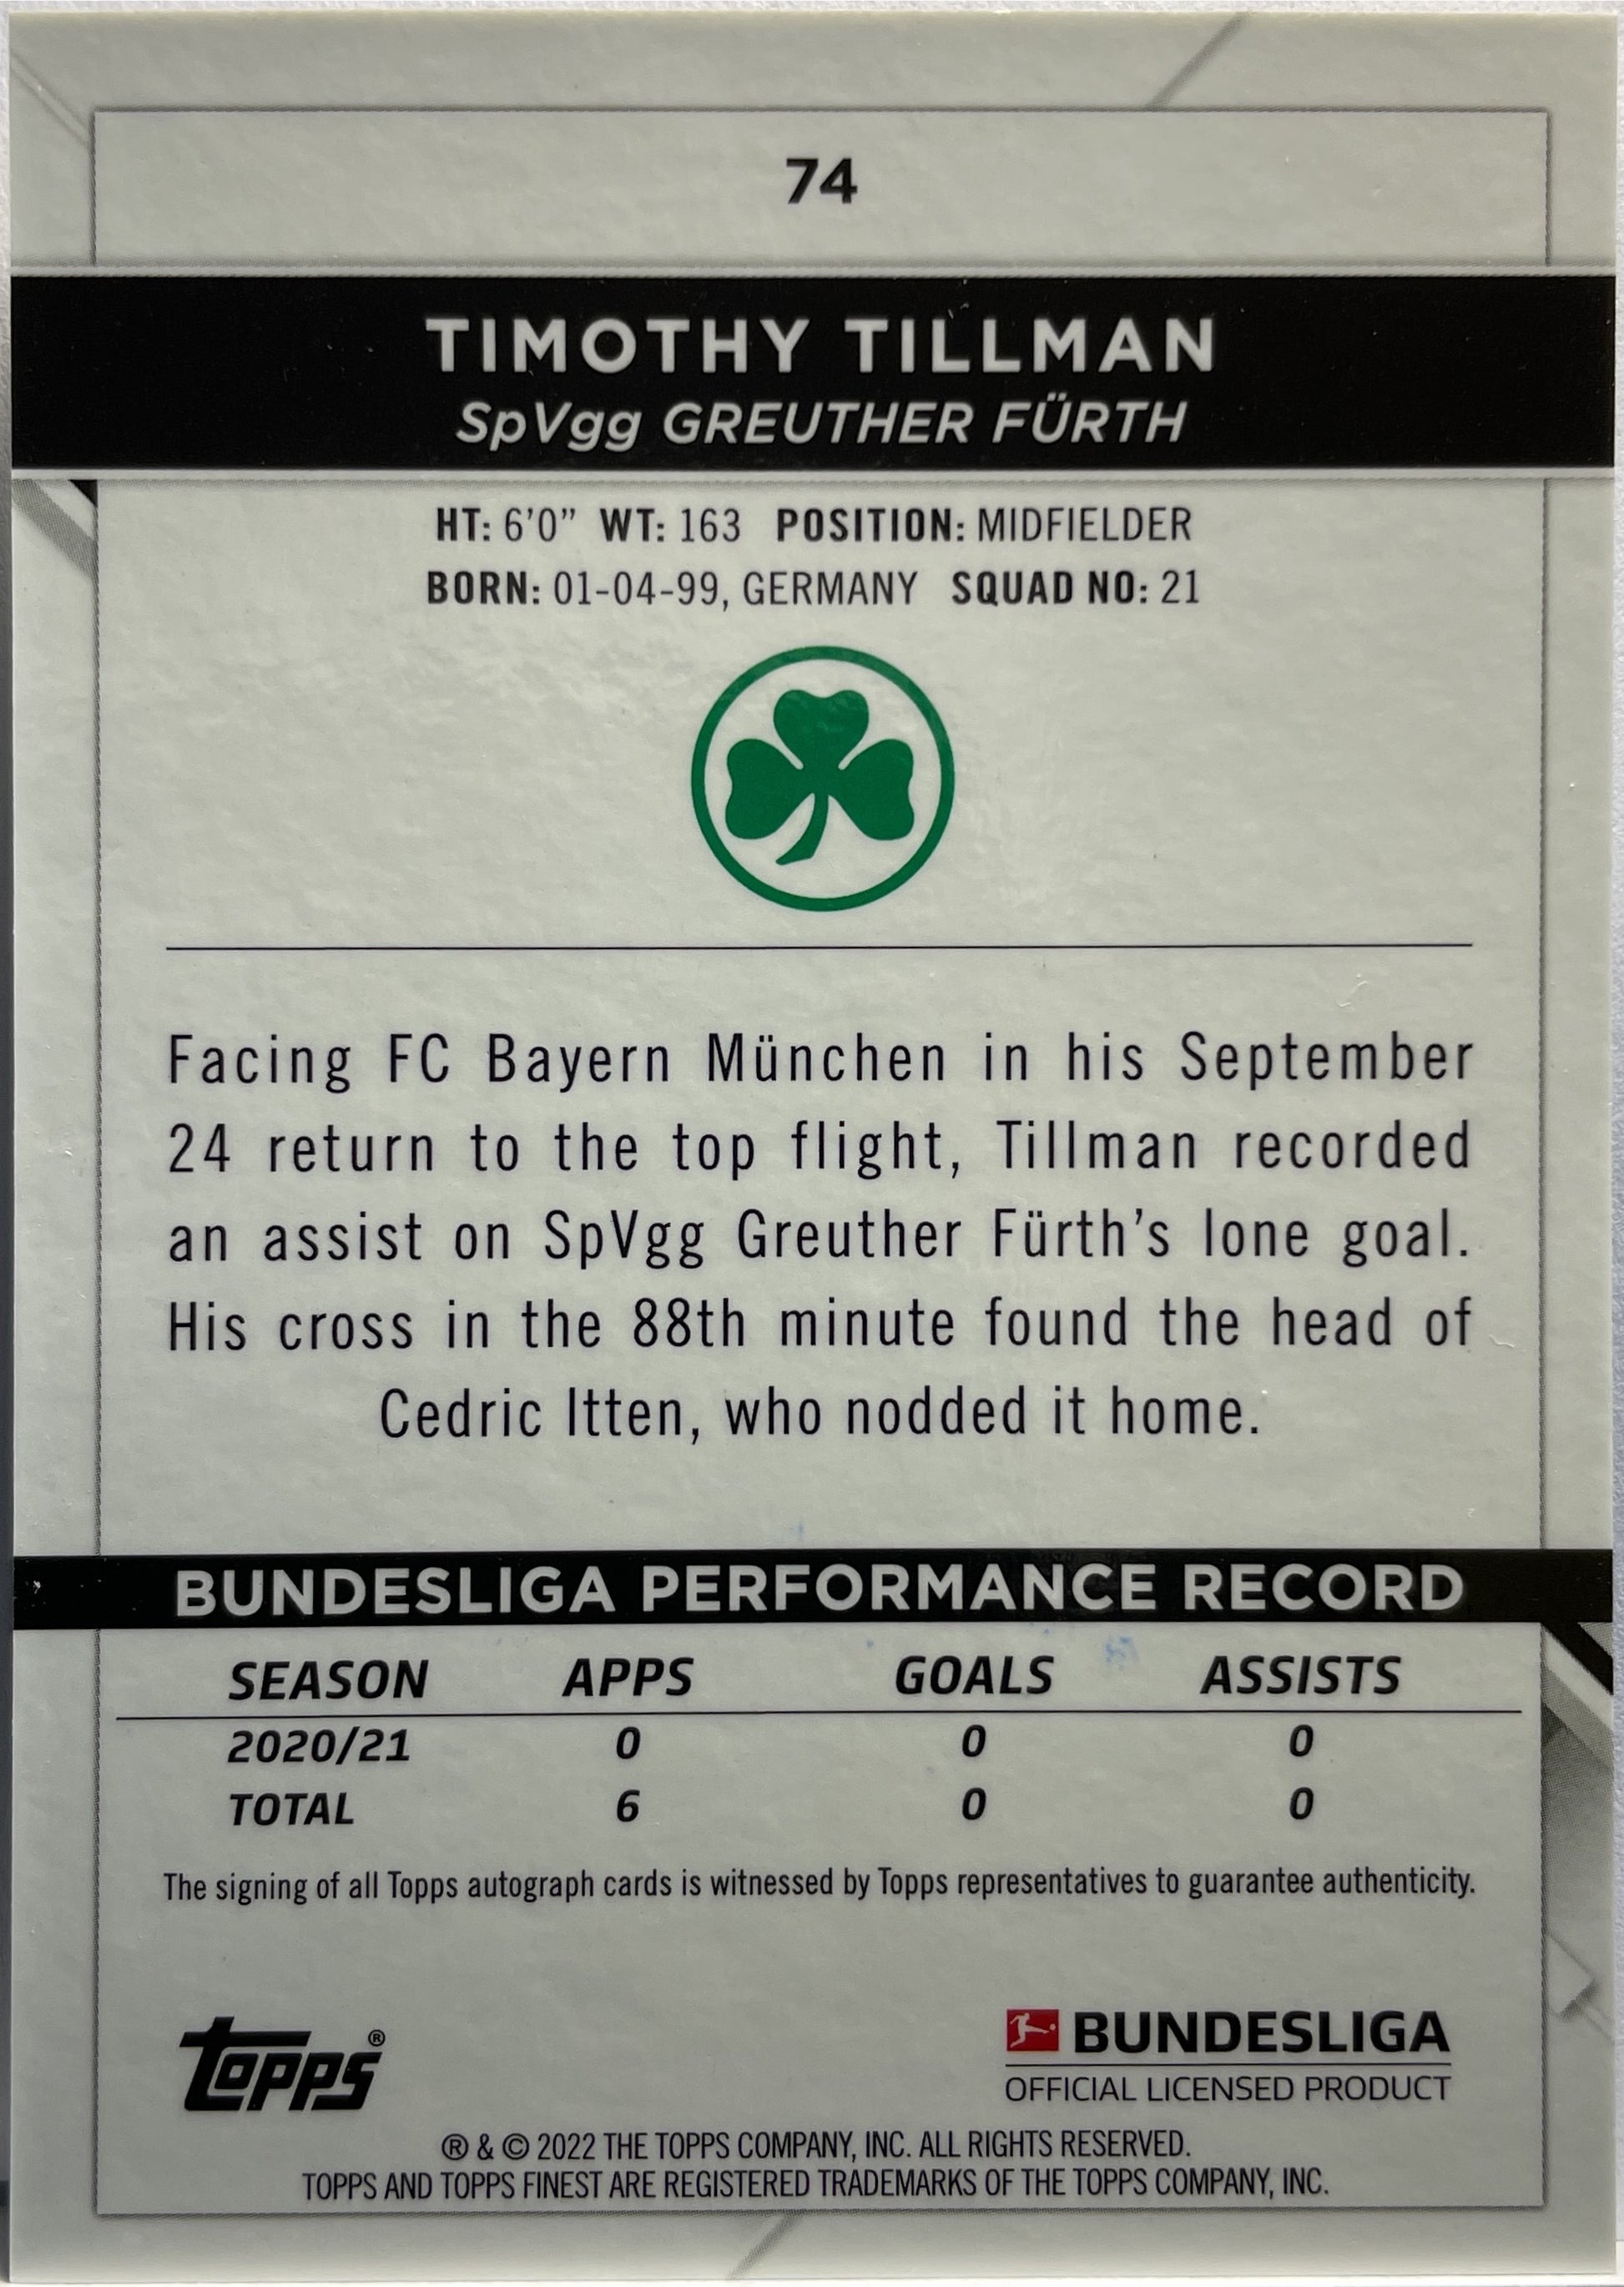 74
TIMOTHY TILLMAN
SpVgg GREUTHER FÜRTH
HT: 6'0” WT: 163 POSITION: MIDFIELDER
BORN: 01-04-99, GERMANY SQUAD NO: 21
Facing FC Bayern München in his September
24 return to the top flight, Tillman recorded
an assist on SpVgg Greuther Fürth’s lone goal.
His cross in the 88th minute found the head of
Cedric Itten, who nodded it home.
BUNDESLIGA PERFORMANCE RECORD
SEASON APPS GOALS ASSISTS
2020/21 0 0 0
TOTAL 6 0 0
The signing of all Topps autograph cards is witnessed by Topps representatives to guarantee authenticity.
topps®
BUNDESLIGA
OFFICIAL LICENSED PRODUCT
® & © 2022 THE TOPPS COMPANY, INC. ALL RIGHTS RESERVED.
TOPPS AND TOPPS FINEST ARE REGISTERED TRADEMARKS OF THE TOPPS COMPANY, INC.